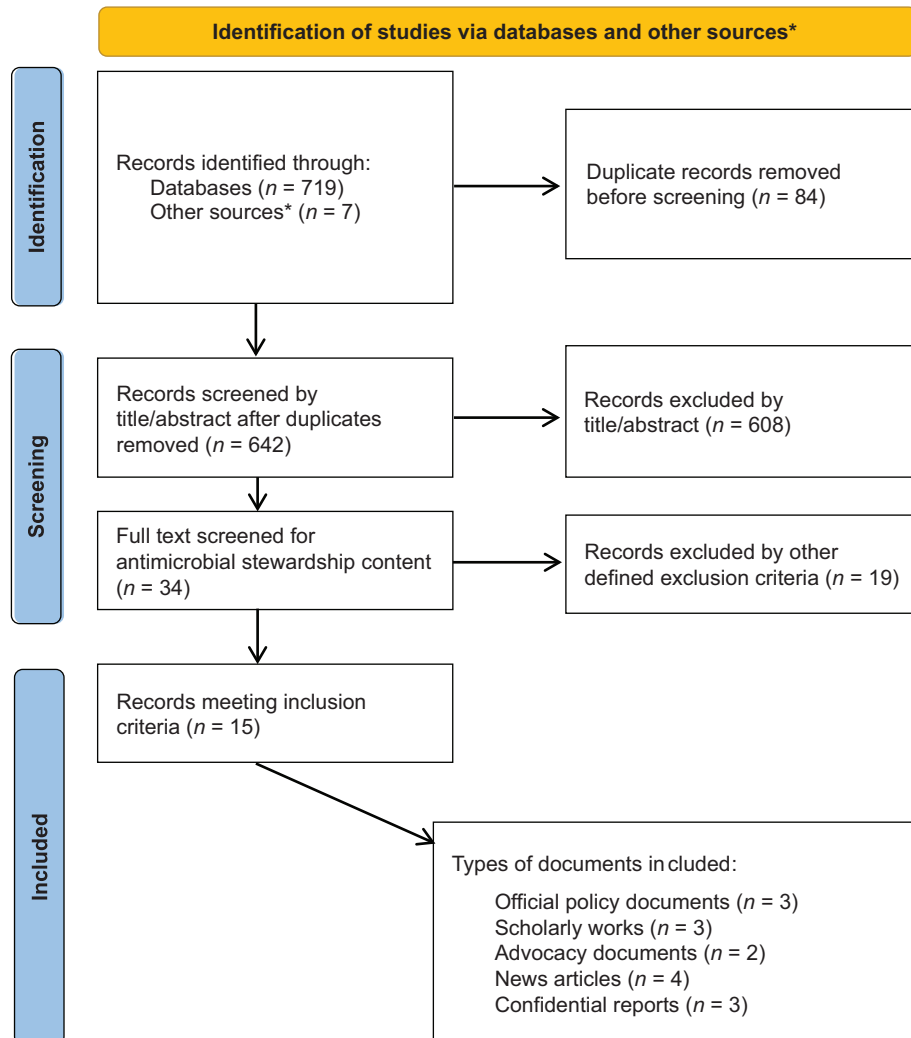 Identification of studies via databases and other sources*
Identification
Records identified through:
Databases (n = 719)
Other sources* (n = 7)
Duplicate records removed
before screening (n = 84)
Screening
Records screened by
title/abstract after duplicates
removed (n = 642)
Records excluded by
title/abstract (n = 608)
Full text screened for
antimicrobial stewardship content
(n = 34)
Records excluded by other
defined exclusion criteria (n = 19)
Included
Records meeting inclusion
criteria (n = 15)
Types of documents included:
Official policy documents (n = 3)
Scholarly works (n = 3)
Advocacy documents (n = 2)
News articles (n = 4)
Confidential reports (n = 3)